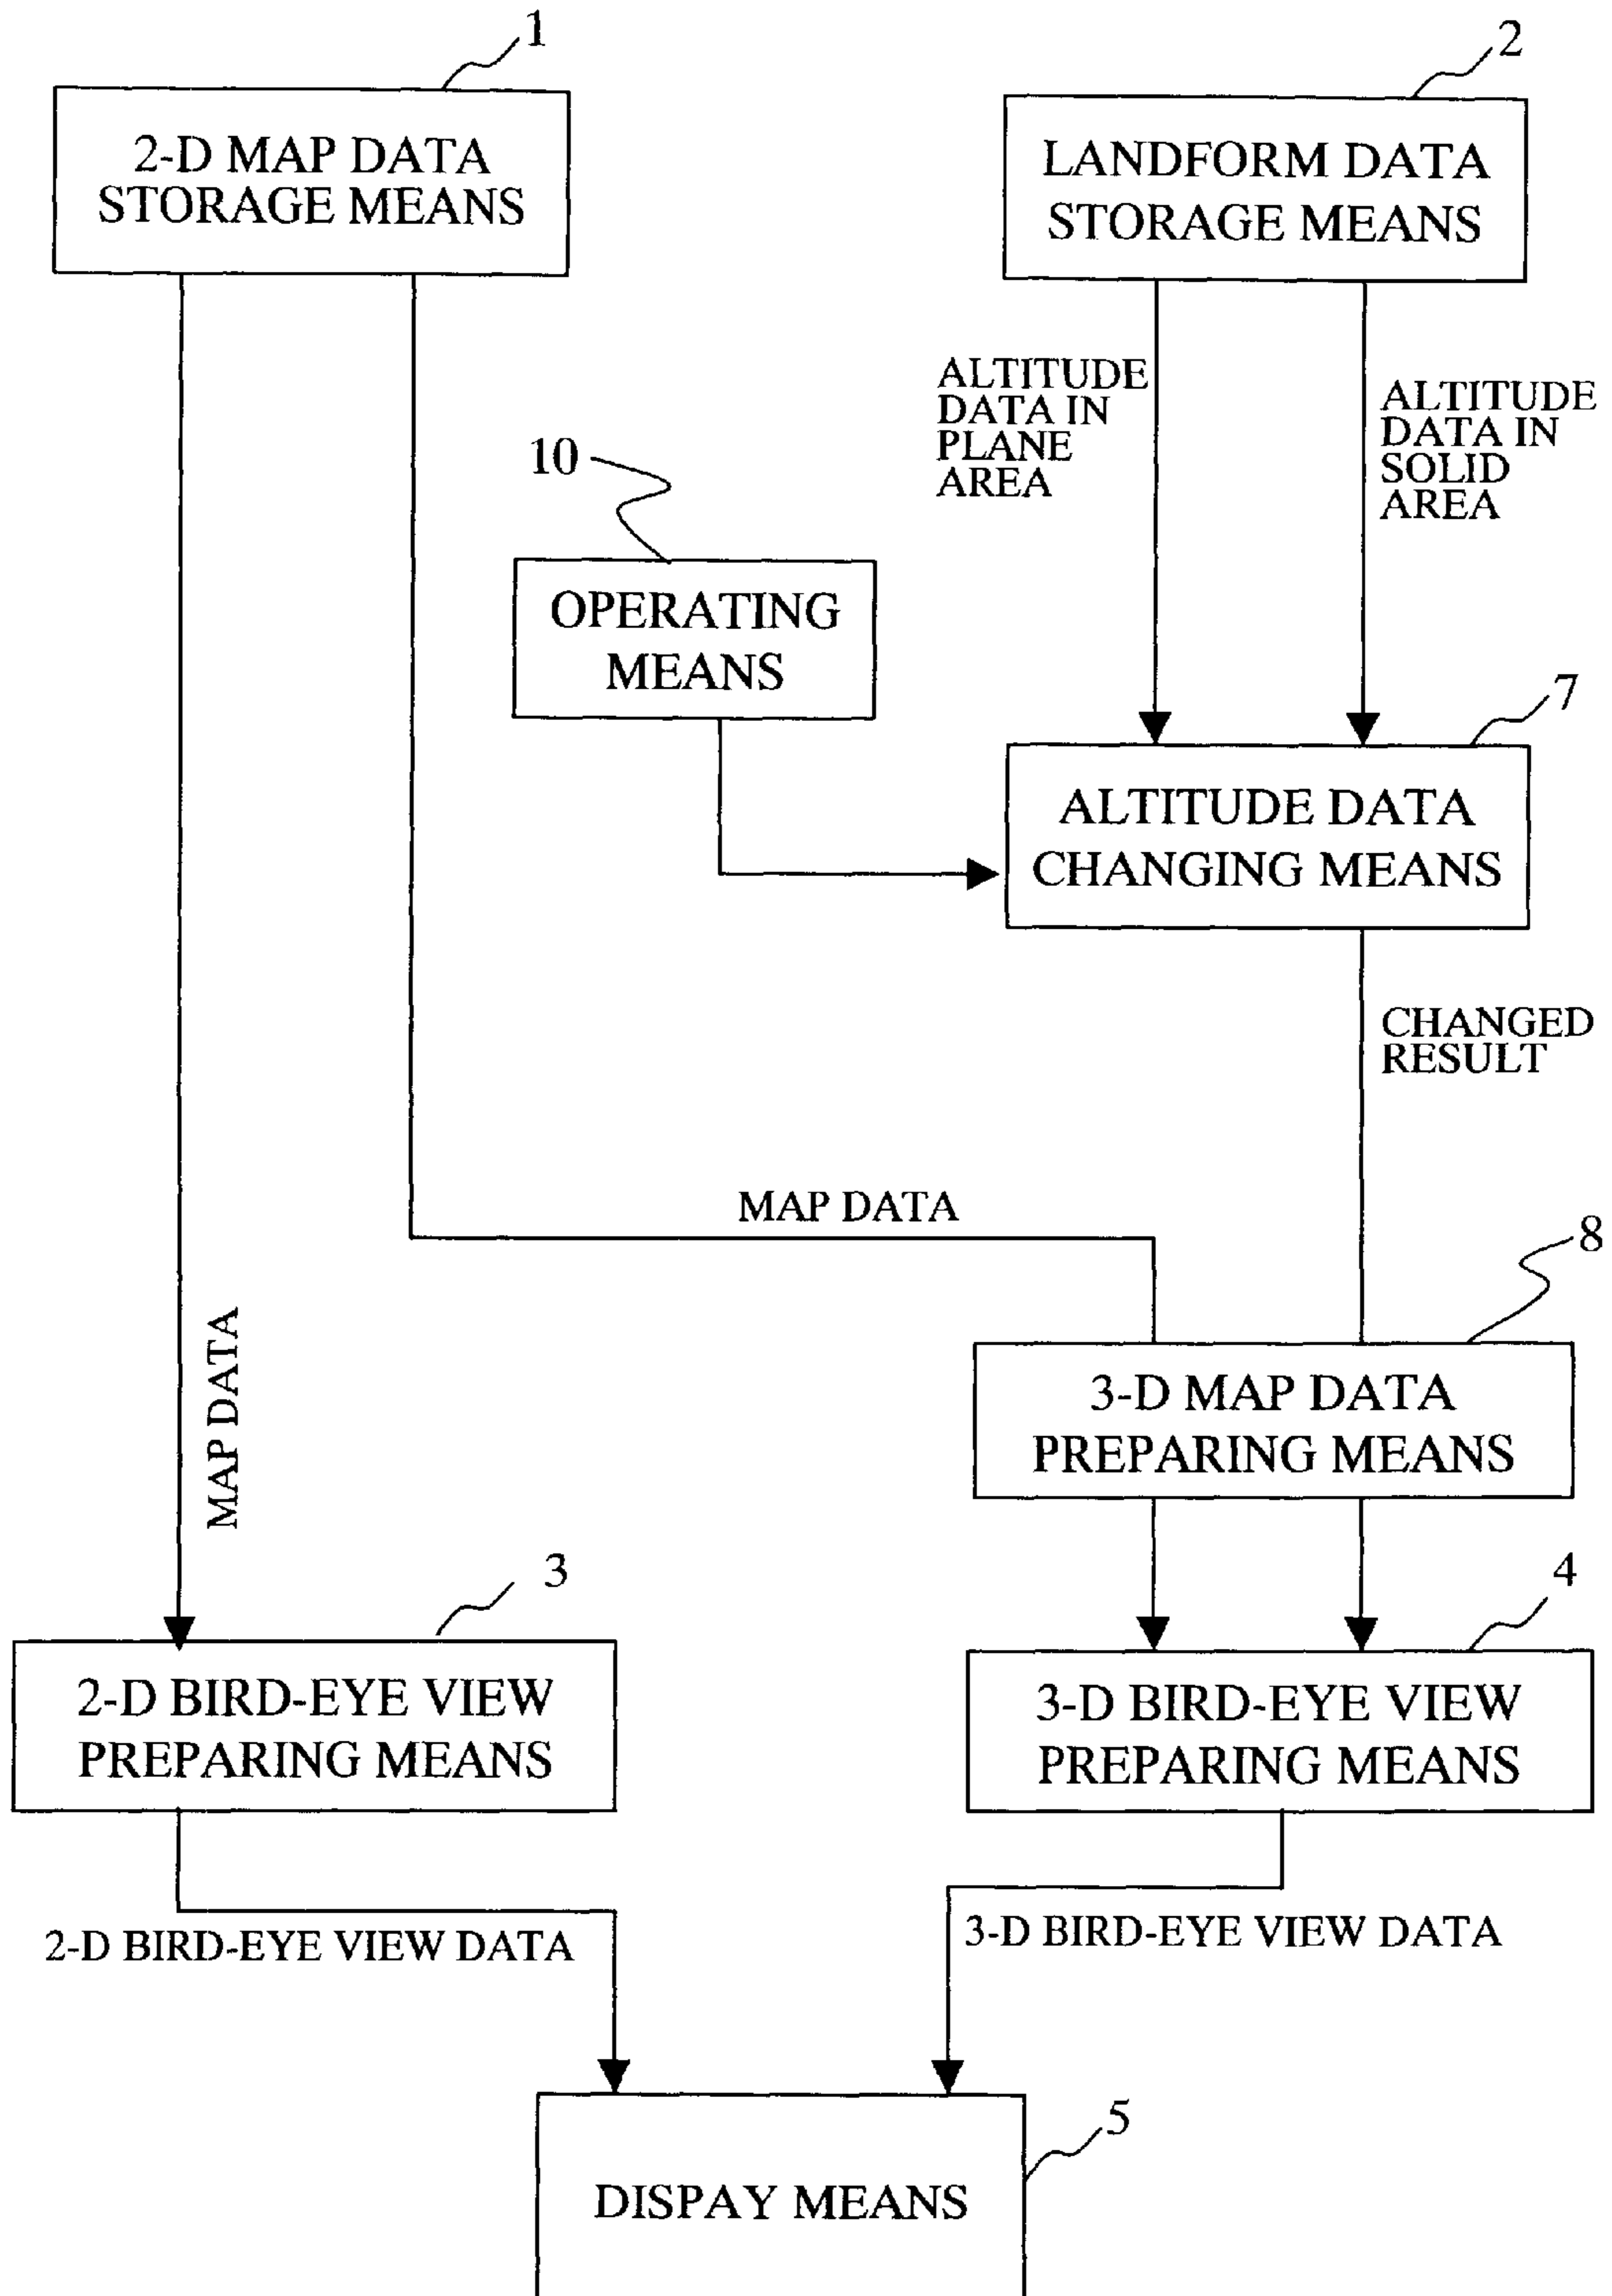 1
2-D MAP DATA
STORAGE MEANS
2
LANDFORM DATA
STORAGE MEANS
ALTITUDE
DATA IN
PLANE
AREA
ALTITUDE
DATA IN
SOLID
AREA
10
OPERATING
MEANS
7
ALTITUDE DATA
CHANGING MEANS
CHANGED
RESULT
MAP DATA
8
3-D MAP DATA
PREPARING MEANS
MAP DATA
3
2-D BIRD-EYE VIEW
PREPARING MEANS
4
3-D BIRD-EYE VIEW
PREPARING MEANS
2-D BIRD-EYE VIEW DATA
3-D BIRD-EYE VIEW DATA
5
DISPAY MEANS